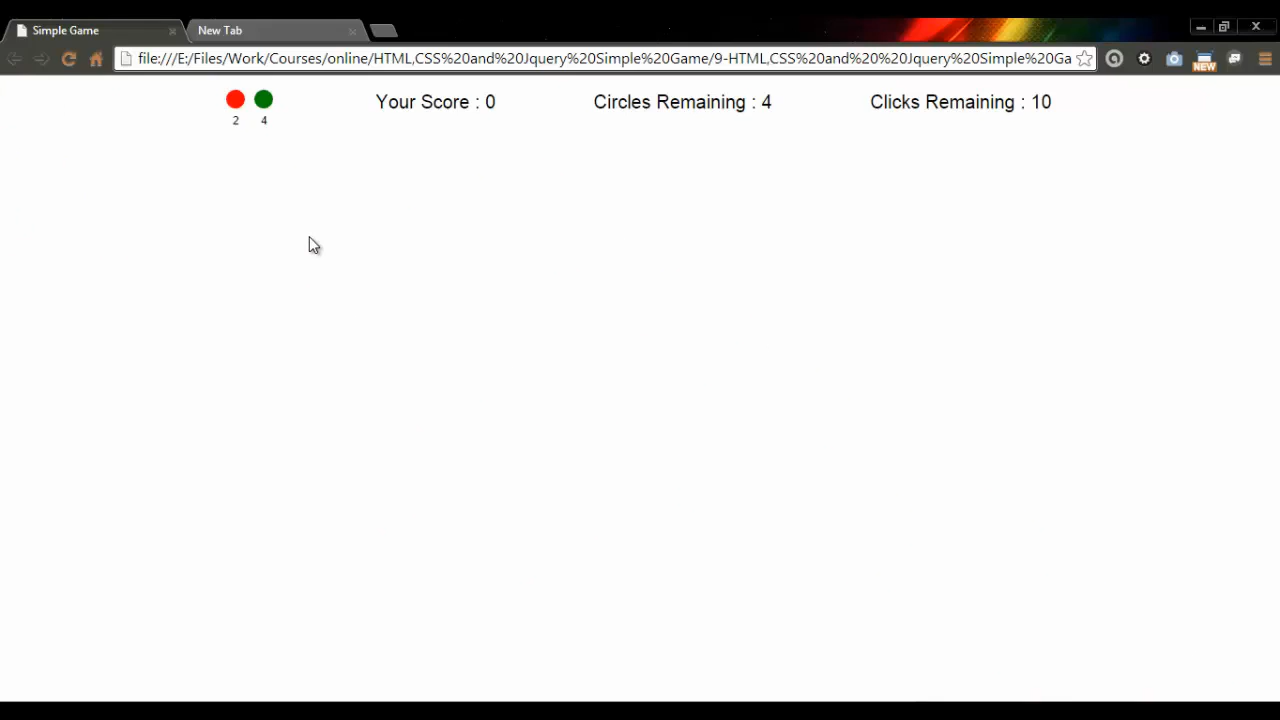 Simple Game
New Tab
file:///E:/Files/Work/Courses/online/HTML,CSS%20and%20Jquery%20Simple%20Game/9-HTML,CSS%20and%20%20Jquery%20Simple%20Ga
NEW
Your Score : 0
Circles Remaining : 4
Clicks Remaining : 10
2
4